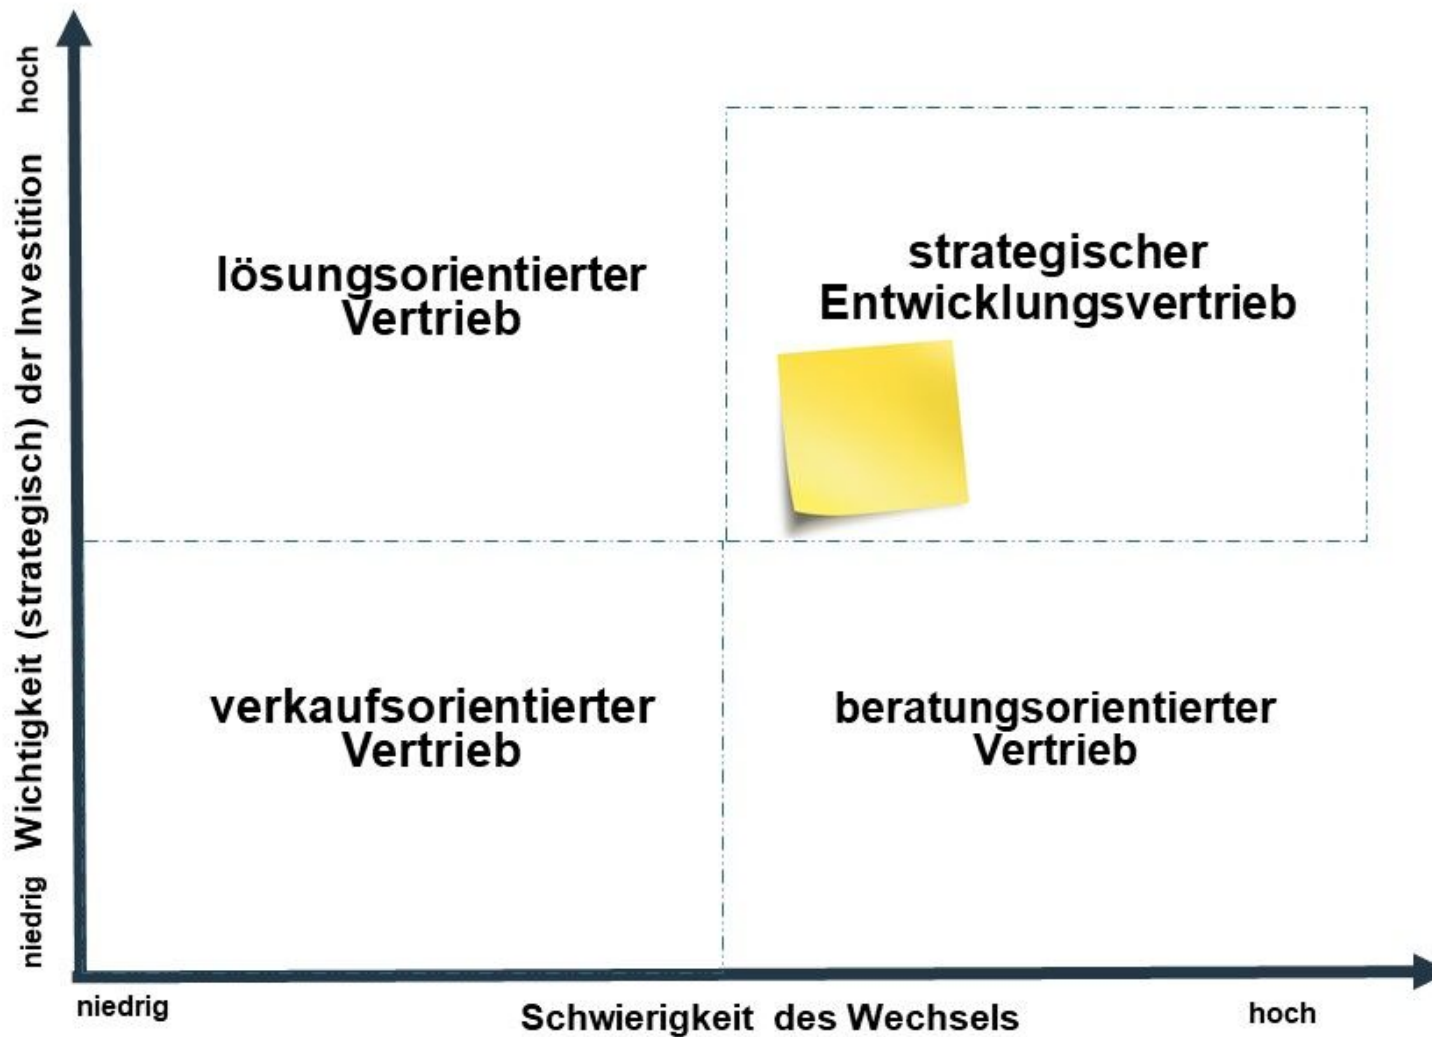 hoch
Wichtigkeit (strategisch) der Investition
niedrig
lösungsorientierter
Vertrieb
strategischer
Entwicklungsvertrieb
verkaufsorientierter
Vertrieb
beratungsorientierter
Vertrieb
niedrig
Schwierigkeit des Wechsels
hoch